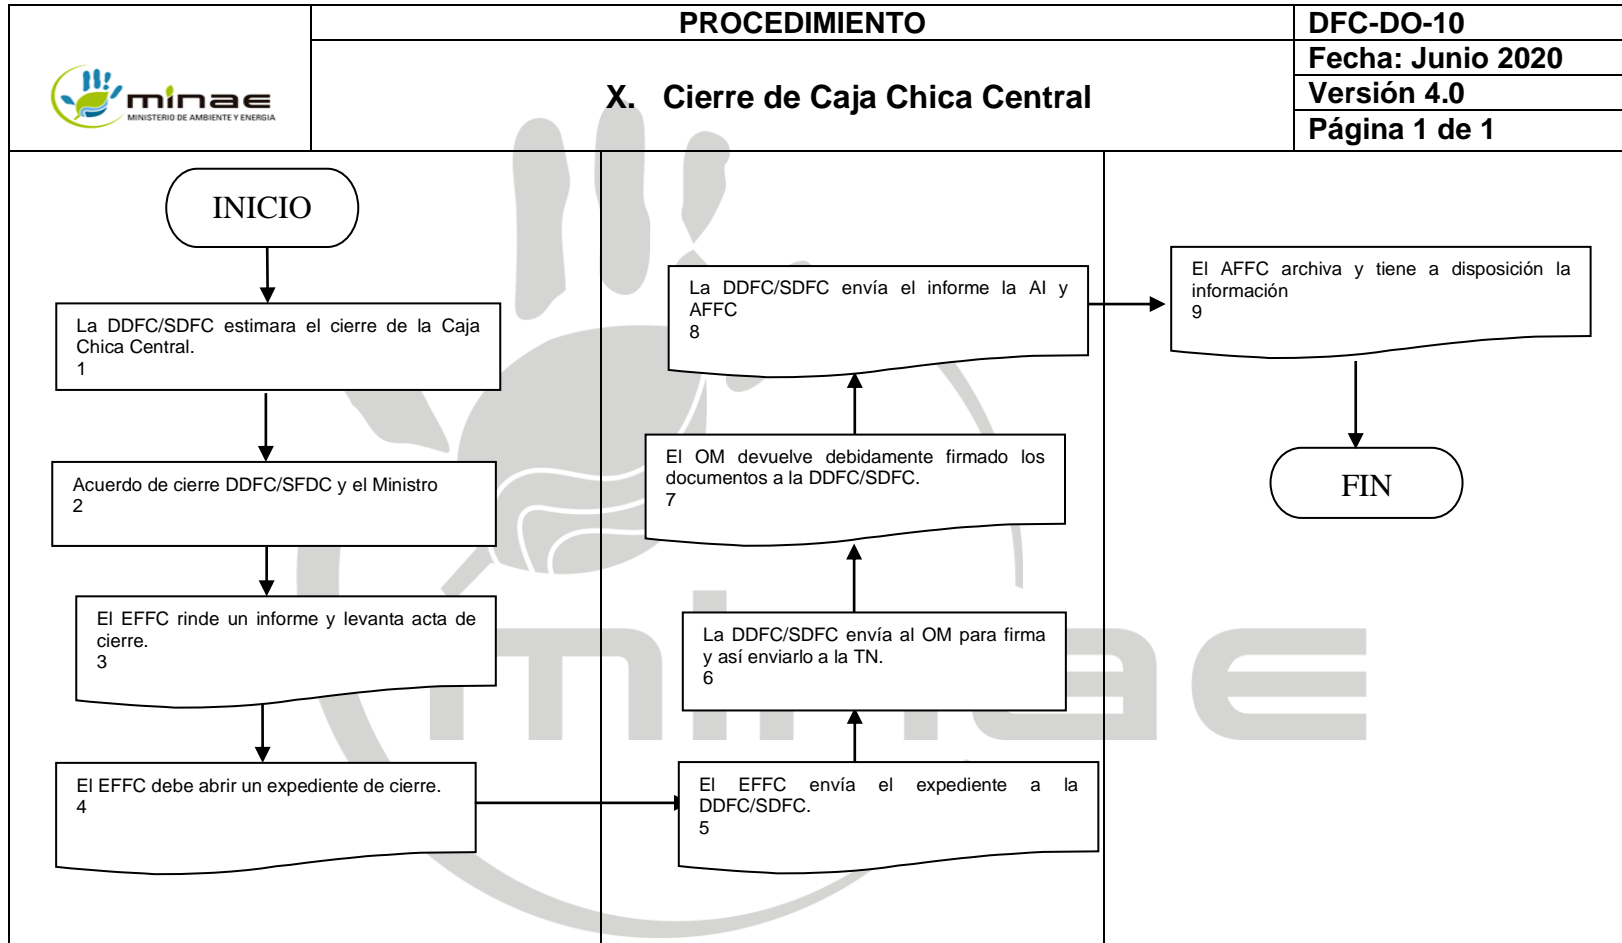 minae
MINISTERIO DE AMBIENTE Y ENERGIA
PROCEDIMIENTO
X. Cierre de Caja Chica Central
DFC-DO-10
Fecha: Junio 2020
Versión 4.0
Página 1 de 1
INICIO
La DDFC/SDFC estimara el cierre de la Caja
Chica Central.
1
Acuerdo de cierre DDFC/SFDC y el Ministro
2
El EFFC rinde un informe y levanta acta de
cierre.
3
El EFFC debe abrir un expediente de cierre.
4
El EFFC envía el expediente a la
DDFC/SDFC.
5
La DDFC/SDFC envía al OM para firma
y así enviarlo a la TN.
6
El OM devuelve debidamente firmado los
documentos a la DDFC/SDFC.
7
La DDFC/SDFC envía el informe la AI y
AFFC
8
El AFFC archiva y tiene a disposición la
información
9
FIN
minae